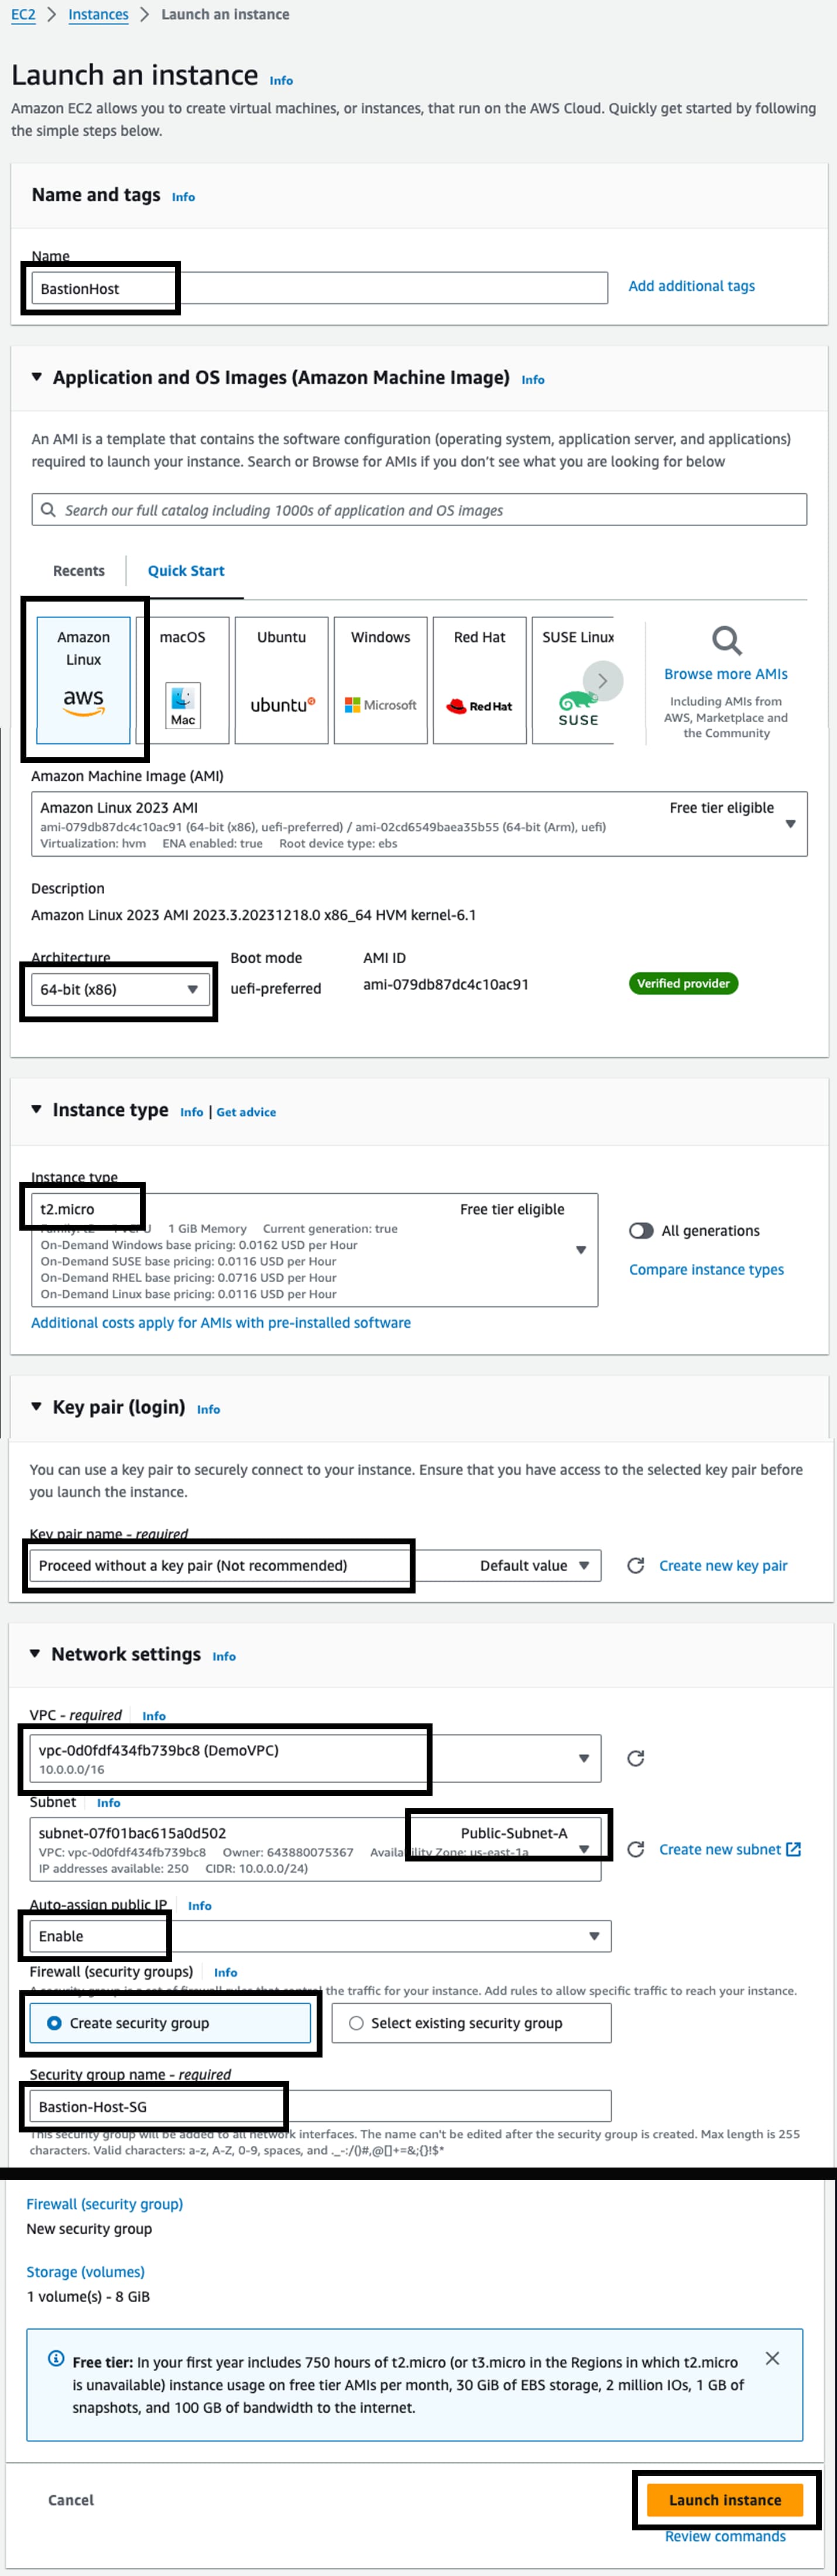 EC2 > Instances > Launch an instance
Launch an instance Info
Amazon EC2 allows you to create virtual machines, or instances, that run on the AWS Cloud. Quickly get started by following
the simple steps below.
Name and tags Info
Name
BastionHost
Add additional tags
Application and OS Images (Amazon Machine Image) Info
An AMI is a template that contains the software configuration (operating system, application server, and applications)
required to launch your instance. Search or Browse for AMIs if you don't see what you are looking for below
Search our full catalog including 1000s of application and OS images
Recents
Quick Start
Amazon
Linux
aws
macOS
Mac
Ubuntu
ubuntu
Windows
Microsoft
Red Hat
Red Hat
SUSE Linux
SUSE
Browse more AMIs
Including AMIs from
AWS, Marketplace and
the Community
Amazon Machine Image (AMI)
Amazon Linux 2023 AMI Free tier eligible
ami-079db87dc4c10ac91 (64-bit (x86), uefi-preferred) / ami-02cd6549baea35b55 (64-bit (Arm), uefi)
Virtualization: hvm ENA enabled: true Root device type: ebs
Description
Amazon Linux 2023 AMI 2023.3.20231218.0 x86_64 HVM kernel-6.1
Architecture Boot mode AMI ID
64-bit (x86) uefi-preferred ami-079db87dc4c10ac91 Verified provider
Instance type Info | Get advice
Instance type
t2.micro Free tier eligible
1 GiB Memory Current generation: true
On-Demand Windows base pricing: 0.0162 USD per Hour
On-Demand SUSE base pricing: 0.0116 USD per Hour
On-Demand RHEL base pricing: 0.0716 USD per Hour
On-Demand Linux base pricing: 0.0116 USD per Hour
All generations
Compare instance types
Additional costs apply for AMIs with pre-installed software
Key pair (login) Info
You can use a key pair to securely connect to your instance. Ensure that you have access to the selected key pair before
you launch the instance.
Key pair name - required
Proceed without a key pair (Not recommended) Default value
Create new key pair
Network settings Info
VPC - required Info
vpc-0d0fdf434fb739bc8 (DemoVPC)
10.0.0.0/16
Subnet Info
subnet-07f01bac615a0d502 Public-Subnet-A
VPC: vpc-0d0fdf434fb739bc8 Owner: 643880075367 Availability Zone: us-east-1a
IP addresses available: 250 CIDR: 10.0.0.0/24)
Create new subnet
Auto-assign public IP Info
Enable
Firewall (security groups) Info
A security group is a set of firewall rules that control the traffic for your instance. Add rules to allow specific traffic to reach your instance.
Create security group
Select existing security group
Security group name - required
Bastion-Host-SG
This security group will be added to all network interfaces. The name can't be edited after the security group is created. Max length is 255
characters. Valid characters: a-z, A-Z, 0-9, spaces, and ._-:/()#,@[]+=&;{}!$*
Firewall (security group)
New security group
Storage (volumes)
1 volume(s) - 8 GiB
Free tier: In your first year includes 750 hours of t2.micro (or t3.micro in the Regions in which t2.micro
is unavailable) instance usage on free tier AMIs per month, 30 GiB of EBS storage, 2 million IOs, 1 GB of
snapshots, and 100 GB of bandwidth to the internet.
Cancel
Launch instance
Review commands